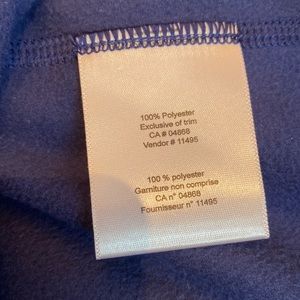 100% Polyester
Exclusive of trim
CA # 04868
Vendor # 11495
100 % polyester
Garniture non comprise
CA n° 04868
Fournisseur n° 11495